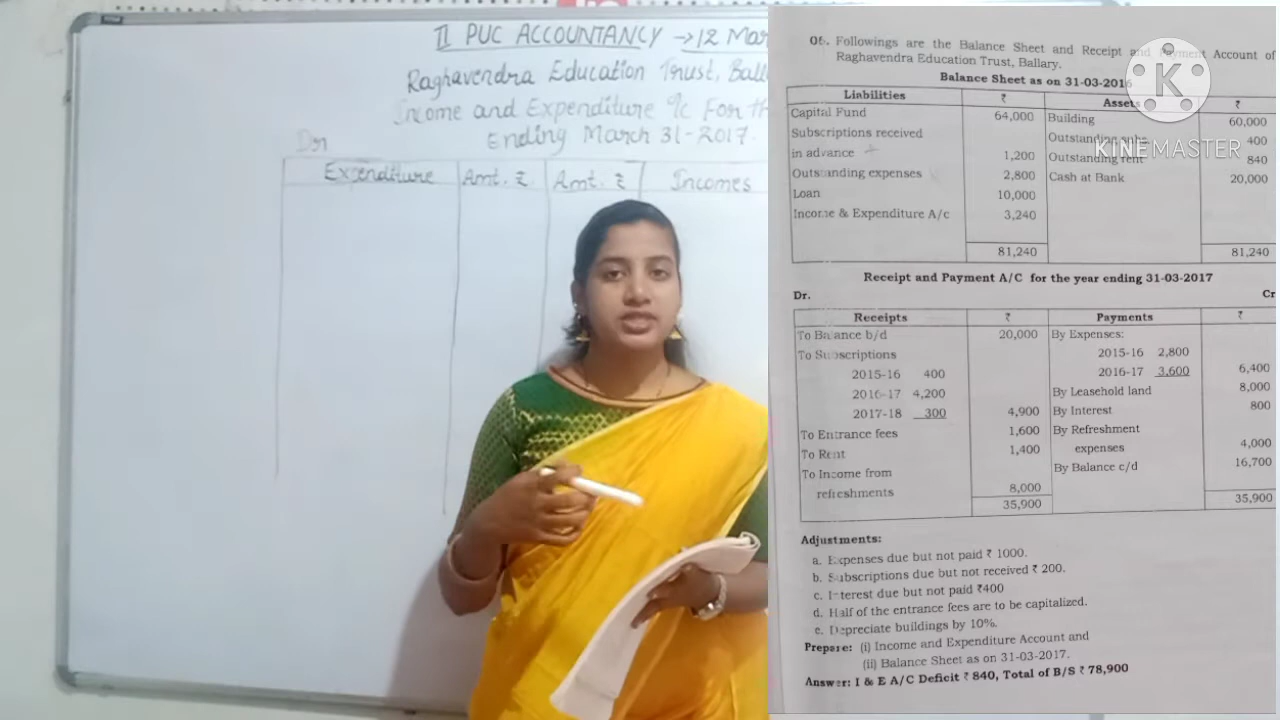 II PUC ACCOUNTANCY → 12 Mar
Raghavendra Education Trust, Balla
Income and Expenditure a/c For th
Ending March 31-2017.
Dr
Expenditure Amt. ₹ Amt. ₹ Incomes
06. Followings are the Balance Sheet and Receipt and Payment Account of
Raghavendra Education Trust, Ballary.
Balance Sheet as on 31-03-2016
Liabilities ₹ Assets ₹
Capital Fund 64,000 Building 60,000
Subscriptions received Outstanding subs 400
in advance 1,200 Outstanding rent 840
Outstanding expenses 2,800 Cash at Bank 20,000
Loan 10,000
Income & Expenditure A/c 3,240
81,240 81,240
K
KINEMASTER
Receipt and Payment A/C for the year ending 31-03-2017
Dr. Cr
Receipts ₹ Payments ₹
To Balance b/d 20,000 By Expenses:
To Subscriptions 2015-16 2,800
2015-16 400 2016-17 3,600 6,400
2016-17 4,200 By Leasehold land 8,000
2017-18 300 4,900 By Interest 800
To Entrance fees 1,600 By Refreshment
To Rent 1,400 expenses 4,000
To Income from By Balance c/d 16,700
refreshments 8,000
35,900 35,900
Adjustments:
a. Expenses due but not paid ₹ 1000.
b. Subscriptions due but not received ₹ 200.
c. Interest due but not paid ₹400
d. Half of the entrance fees are to be capitalized.
e. Depreciate buildings by 10%.
Prepare: (i) Income and Expenditure Account and
(ii) Balance Sheet as on 31-03-2017.
Answer: I & E A/C Deficit ₹ 840, Total of B/S ₹ 78,900